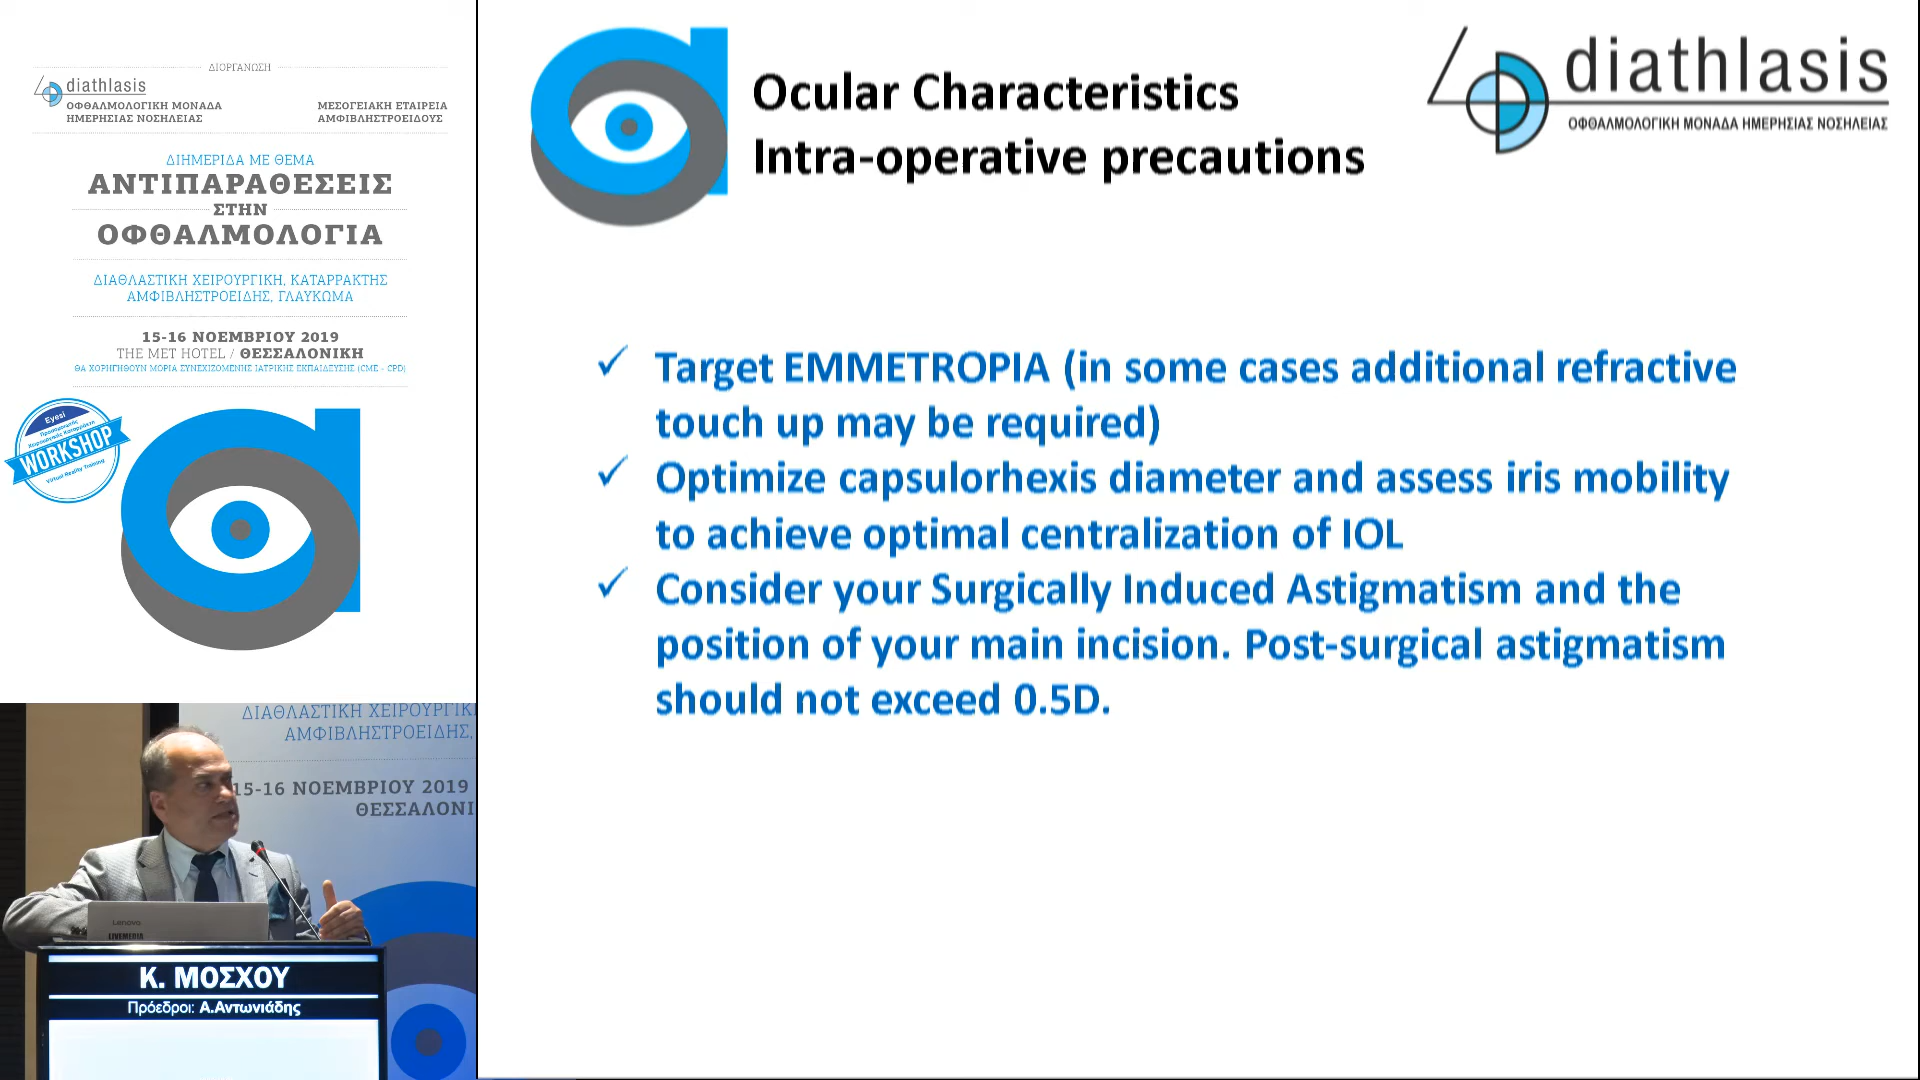 ΔΙΟΡΓΑΝΩΣΗ
diathlasis
ΟΦΘΑΛΜΟΛΟΓΙΚΗ ΜΟΝΑΔΑ
ΗΜΕΡΗΣΙΑΣ ΝΟΣΗΛΕΙΑΣ
ΜΕΣΟΓΕΙΑΚΗ ΕΤΑΙΡΕΙΑ
ΑΜΦΙΒΛΗΣΤΡΟΕΙΔΟΥΣ
ΔΙΗΜΕΡΙΔΑ ΜΕ ΘΕΜΑ
ΑΝΤΙΠΑΡΑΘΕΣΕΙΣ
ΣΤΗΝ
ΟΦΘΑΛΜΟΛΟΓΙΑ
ΔΙΑΘΛΑΣΤΙΚΗ ΧΕΙΡΟΥΡΓΙΚΗ, ΚΑΤΑΡΡΑΚΤΗΣ
ΑΜΦΙΒΛΗΣΤΡΟΕΙΔΗΣ, ΓΛΑΥΚΩΜΑ
15-16 ΝΟΕΜΒΡΙΟΥ 2019
THE MET HOTEL / ΘΕΣΣΑΛΟΝΙΚΗ
ΘΑ ΧΟΡΗΓΗΘΟΥΝ ΜΟΡΙΑ ΣΥΝΕΧΙΖΟΜΕΝΗΣ ΙΑΤΡΙΚΗΣ ΕΚΠΑΙΔΕΥΣΗΣ (CME - CPD)
Eyesi
WORKSHOP
Virtual Reality Training
Ocular Characteristics
Intra-operative precautions
diathlasis
ΟΦΘΑΛΜΟΛΟΓΙΚΗ ΜΟΝΑΔΑ ΗΜΕΡΗΣΙΑΣ ΝΟΣΗΛΕΙΑΣ
✓ Target EMMETROPIA (in some cases additional refractive
touch up may be required)
✓ Optimize capsulorhexis diameter and assess iris mobility
to achieve optimal centralization of IOL
✓ Consider your Surgically Induced Astigmatism and the
position of your main incision. Post-surgical astigmatism
should not exceed 0.5D.
ΔΙΑΘΛΑΣΤΙΚΗ ΧΕΙΡΟΥΡΓΙΚ
ΑΜΦΙΒΛΗΣΤΡΟΕΙΔΗΣ,
15-16 ΝΟΕΜΒΡΙΟΥ 2019
ΘΕΣΣΑΛΟΝΙ
Lenovo
LIVEMEDIA
Κ. ΜΟΣΧΟΥ
Πρόεδροι: Α.Αντωνιάδης